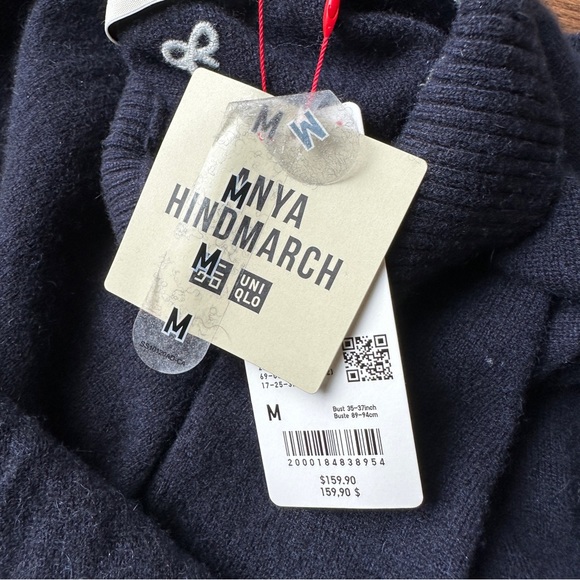 M
M
M
ANYA
HINDMARCH
M
UNI
QLO
M
M
Bust 35-37inch
Buste 89-94cm
2000184838954
$159.90
159,90 $